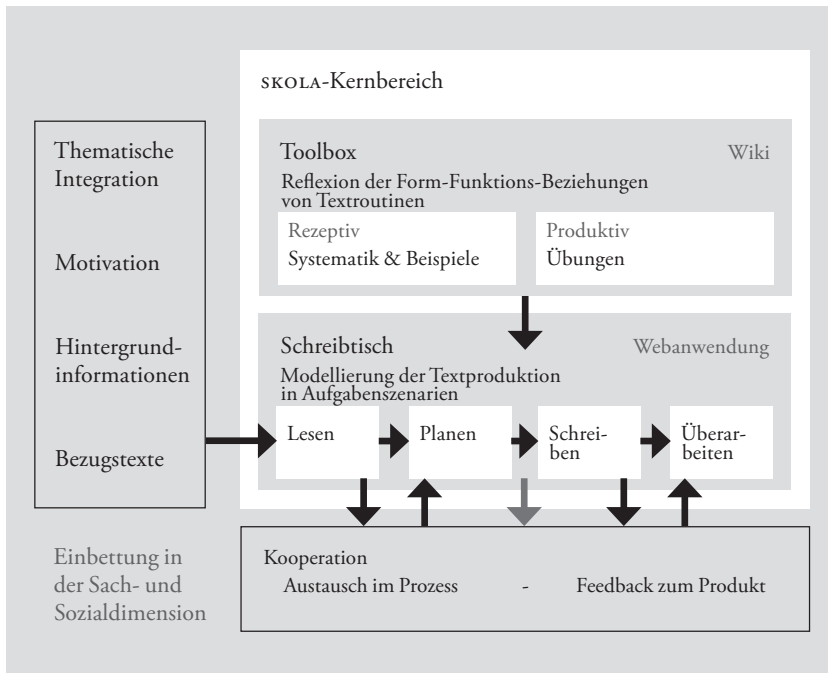 SKOLA-Kernbereich
Thematische
Integration
Motivation
Hintergrund-
informationen
Bezugstexte
Toolbox
Wiki
Reflexion der Form-Funktions-Beziehungen
von Textroutinen
Rezeptiv
Systematik & Beispiele
Produktiv
Übungen
Schreibtisch
Webanwendung
Modellierung der Textproduktion
in Aufgabenszenarien
Lesen
Planen
Schrei-
ben
Überar-
beiten
Einbettung in
der Sach- und
Sozialdimension
Kooperation
Austausch im Prozess - Feedback zum Produkt